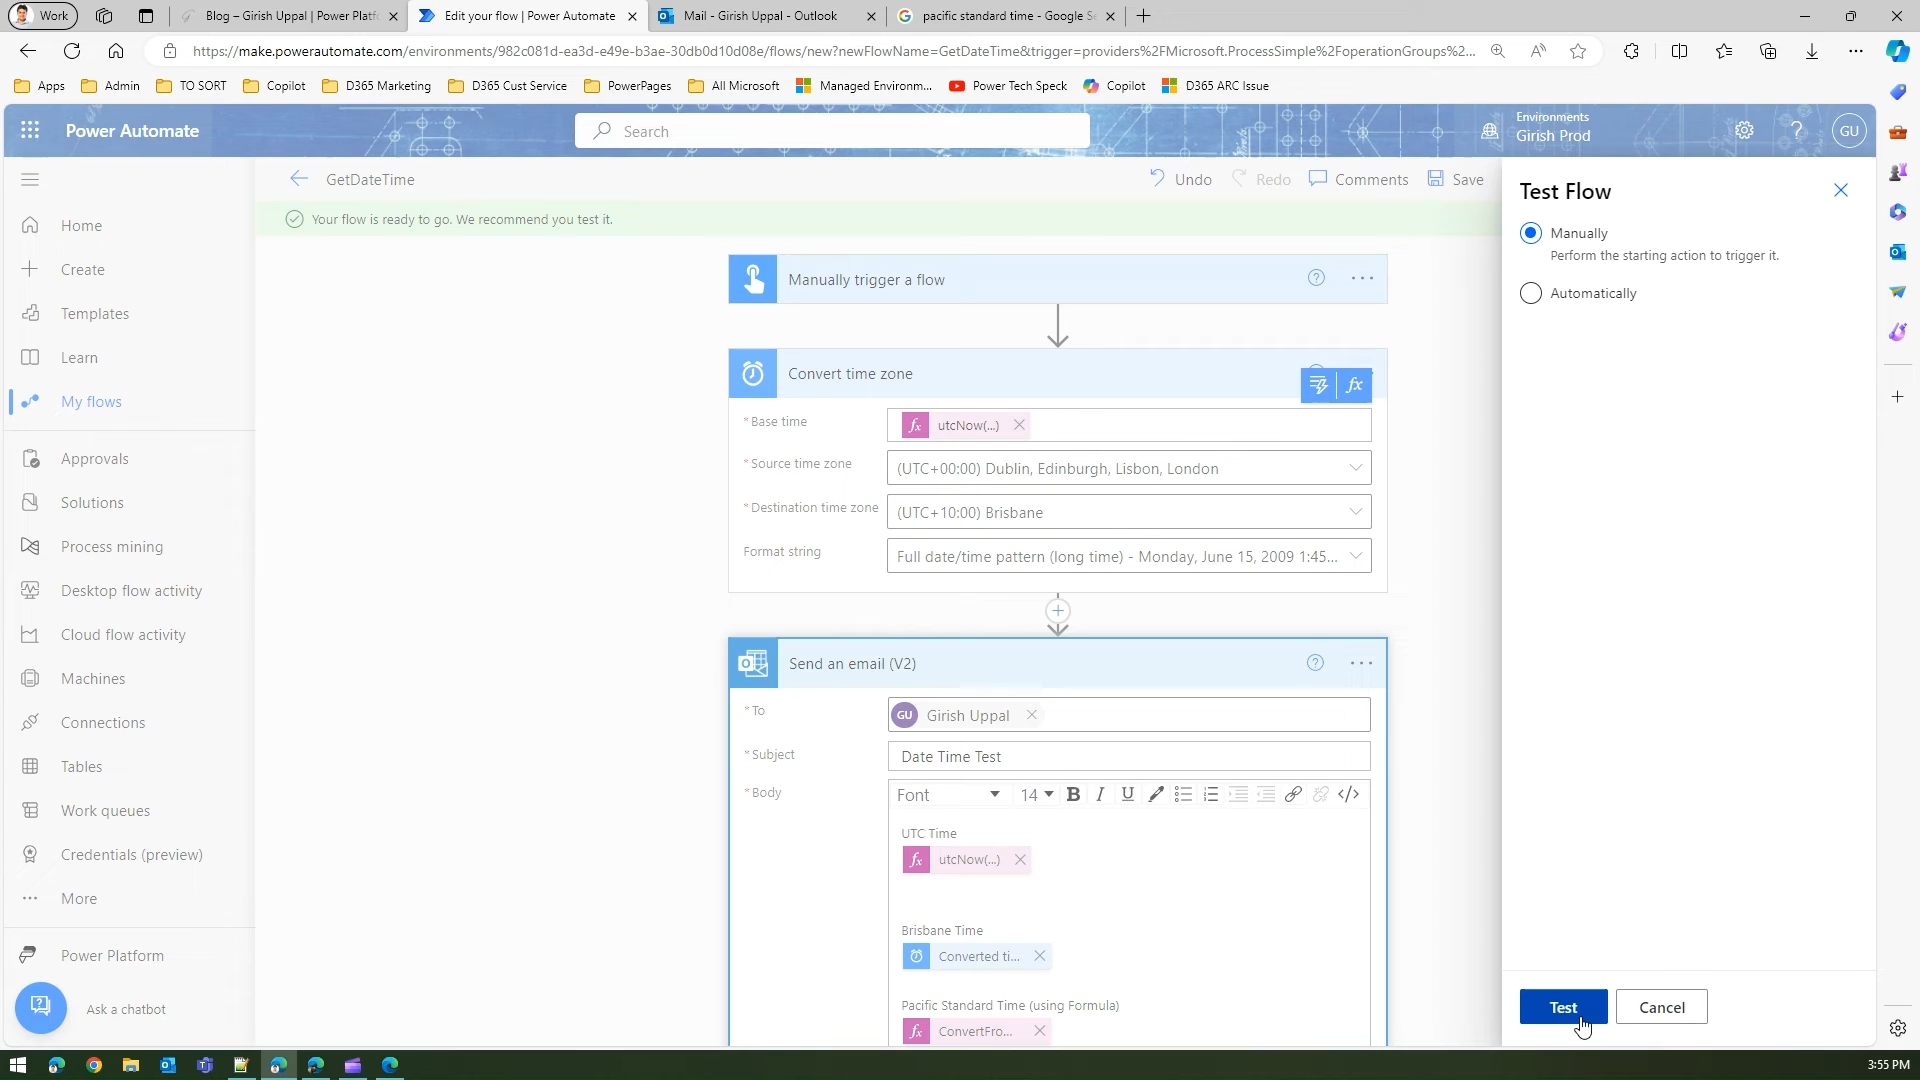 Work
Blog – Girish Uppal | Power Platf
Edit your flow | Power Automate
Mail - Girish Uppal - Outlook
pacific standard time - Google Se
https://make.powerautomate.com/environments/982c081d-ea3d-e49e-b3ae-30db0d10d08e/flows/new?newFlowName=GetDateTime&trigger=providers%2FMicrosoft.ProcessSimple%2FoperationGroups%2...
Apps
Admin
TO SORT
Copilot
D365 Marketing
D365 Cust Service
PowerPages
All Microsoft
Managed Environm...
Power Tech Speck
Copilot
D365 ARC Issue
Power Automate
Search
Environments
Girish Prod
GU
GetDateTime
Undo
Redo
Comments
Save
Your flow is ready to go. We recommend you test it.
Home
Create
Templates
Learn
My flows
Approvals
Solutions
Process mining
Desktop flow activity
Cloud flow activity
Machines
Connections
Tables
Work queues
Credentials (preview)
More
Power Platform
Ask a chatbot
Manually trigger a flow
Convert time zone
fx
* Base time
fx utcNow(...)
* Source time zone
(UTC+00:00) Dublin, Edinburgh, Lisbon, London
* Destination time zone
(UTC+10:00) Brisbane
Format string
Full date/time pattern (long time) - Monday, June 15, 2009 1:45...
Send an email (V2)
* To
GU Girish Uppal
* Subject
Date Time Test
* Body
Font
14
B I U </>
UTC Time
fx utcNow(...)
Brisbane Time
Converted ti...
Pacific Standard Time (using Formula)
fx ConvertFro...
Test Flow
Manually
Perform the starting action to trigger it.
Automatically
Test
Cancel
3:55 PM